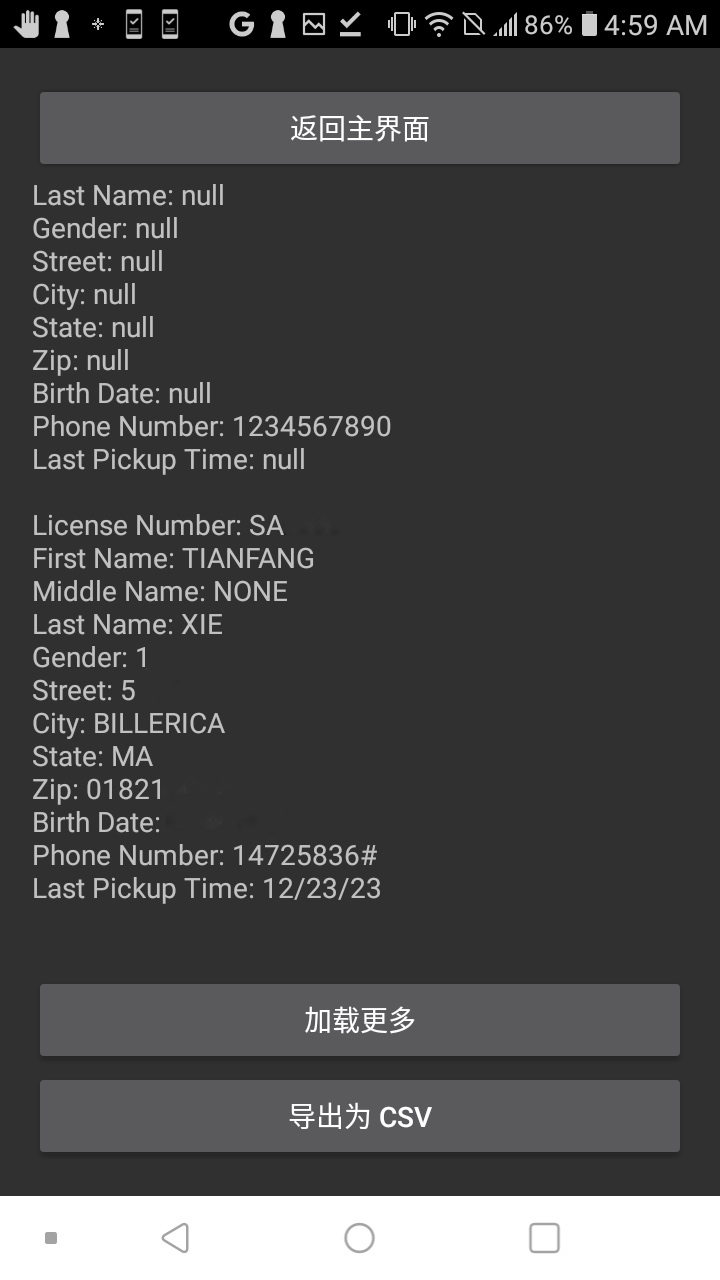 86% 4:59 AM
返回主界面
Last Name: null
Gender: null
Street: null
City: null
State: null
Zip: null
Birth Date: null
Phone Number: 1234567890
Last Pickup Time: null
License Number: SA
First Name: TIANFANG
Middle Name: NONE
Last Name: XIE
Gender: 1
Street: 5
City: BILLERICA
State: MA
Zip: 01821
Birth Date:
Phone Number: 14725836#
Last Pickup Time: 12/23/23
加载更多
导出为 CSV